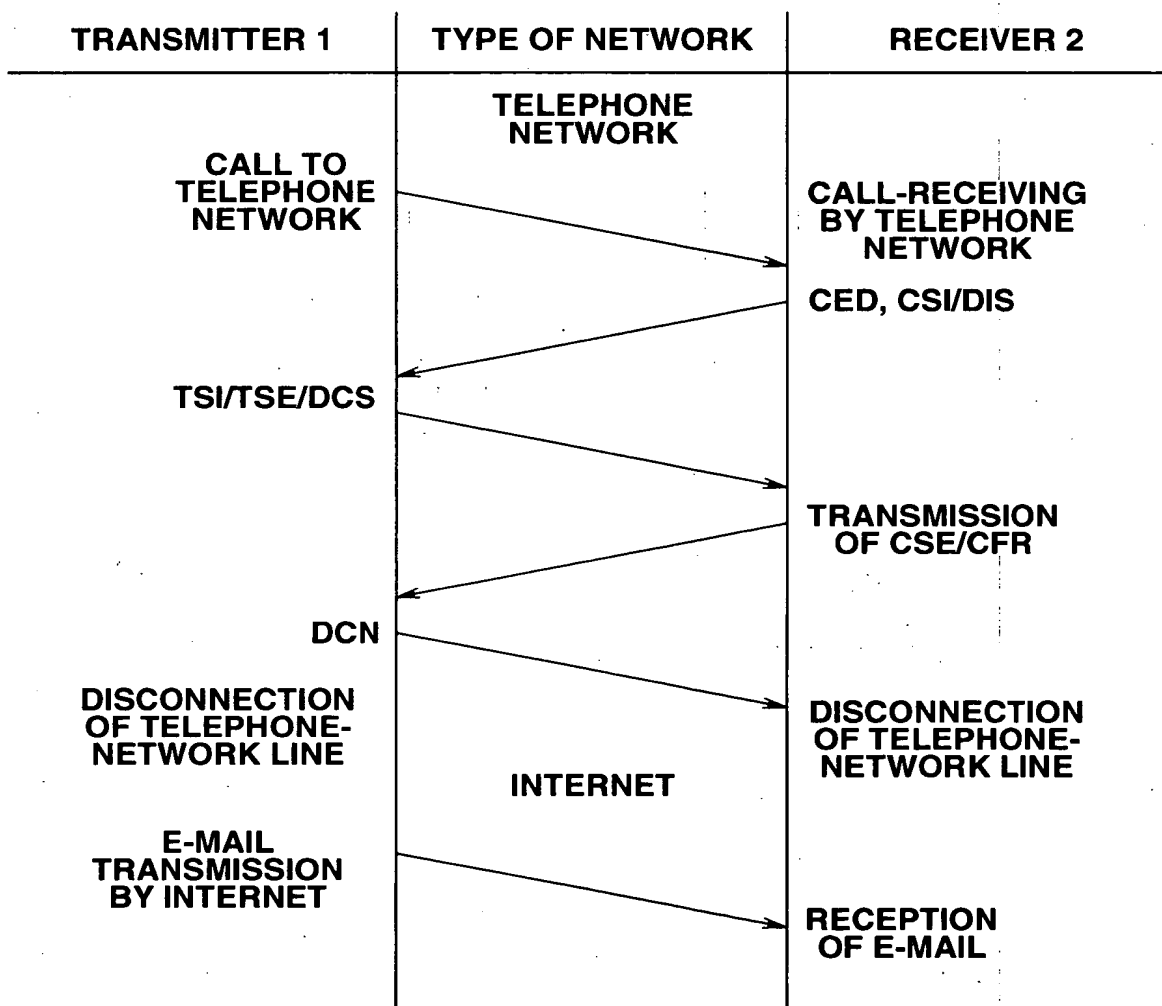 TRANSMITTER 1
TYPE OF NETWORK
RECEIVER 2
TELEPHONE
NETWORK
CALL TO
TELEPHONE
NETWORK
CALL-RECEIVING
BY TELEPHONE
NETWORK
CED, CSI/DIS
TSI/TSE/DCS
TRANSMISSION
OF CSE/CFR
DCN
DISCONNECTION
OF TELEPHONE-
NETWORK LINE
DISCONNECTION
OF TELEPHONE-
NETWORK LINE
INTERNET
E-MAIL
TRANSMISSION
BY INTERNET
RECEPTION
OF E-MAIL